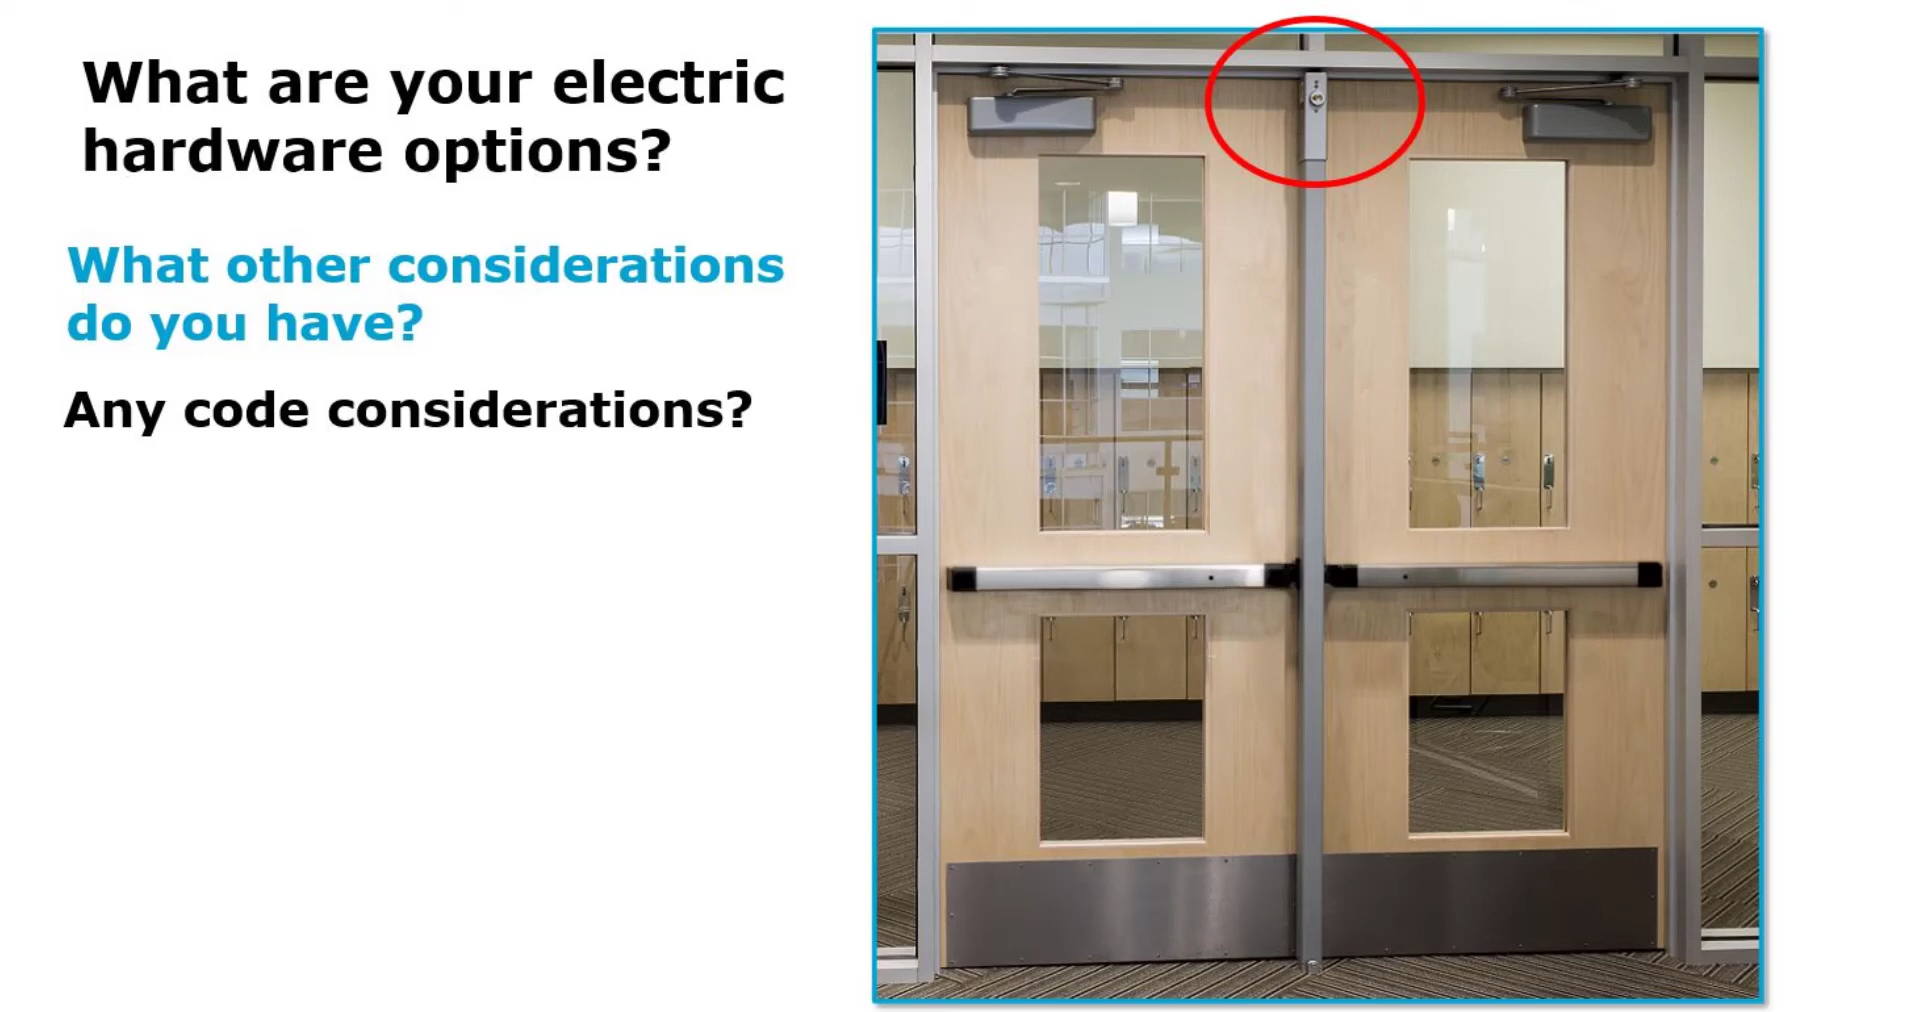 What are your electric
hardware options?
What other considerations
do you have?
Any code considerations?